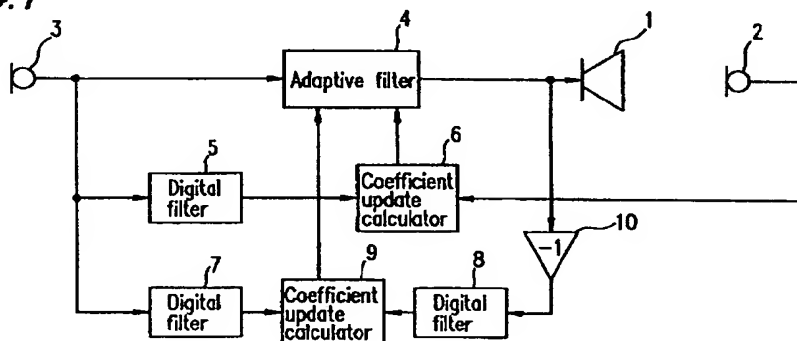 3
4
Adaptive filter
1
2
5
Digital
filter
6
Coefficient
update
calculator
10
-1
7
Digital
filter
9
Coefficient
update
calculator
8
Digital
filter